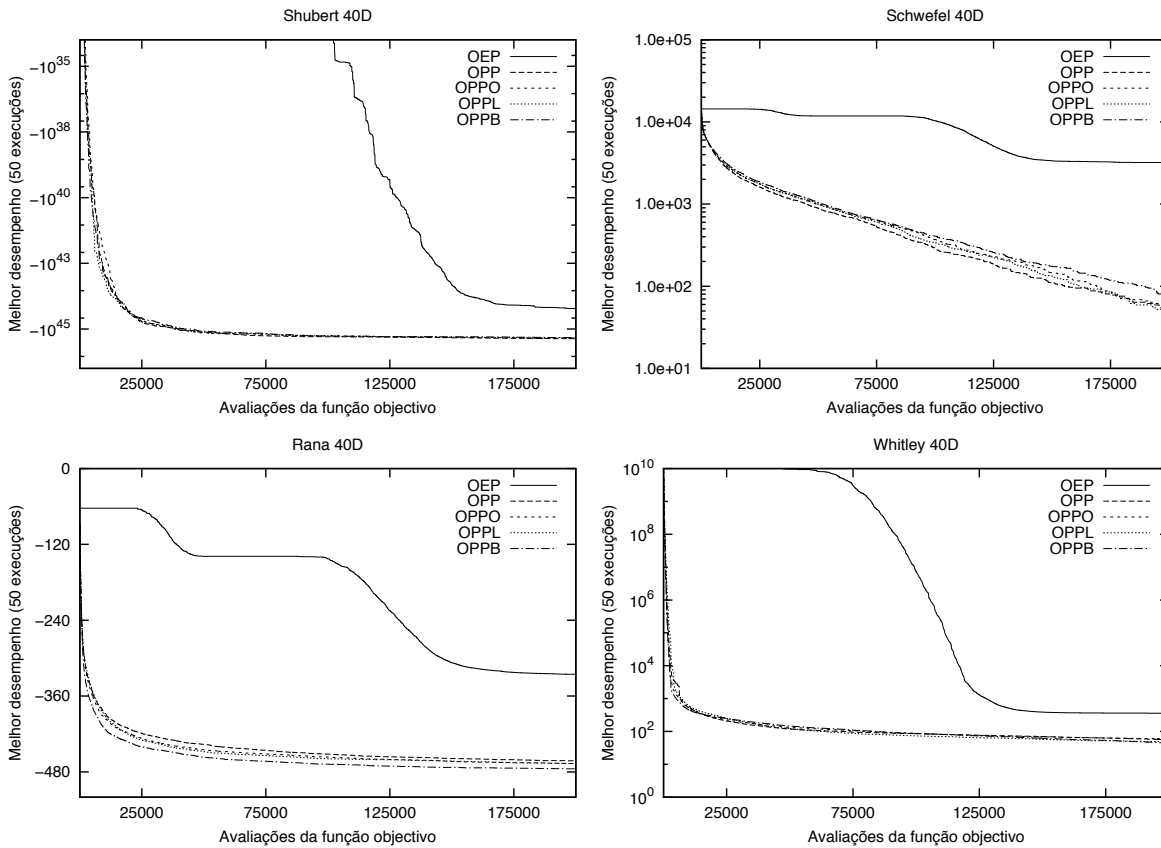 Shubert 40D
Melhor desempenho (50 execuções)
−10^35
−10^38
−10^40
−10^43
−10^45
OEP
OPP
OPPO
OPPL
OPPB
25000 75000 125000 175000
Avaliações da função objectivo
Schwefel 40D
Melhor desempenho (50 execuções)
1.0e+05
1.0e+04
1.0e+03
1.0e+02
1.0e+01
OEP
OPP
OPPO
OPPL
OPPB
25000 75000 125000 175000
Avaliações da função objectivo
Rana 40D
Melhor desempenho (50 execuções)
0
−120
−240
−360
−480
OEP
OPP
OPPO
OPPL
OPPB
25000 75000 125000 175000
Avaliações da função objectivo
Whitley 40D
Melhor desempenho (50 execuções)
10^10
10^8
10^6
10^4
10^2
10^0
OEP
OPP
OPPO
OPPL
OPPB
25000 75000 125000 175000
Avaliações da função objectivo